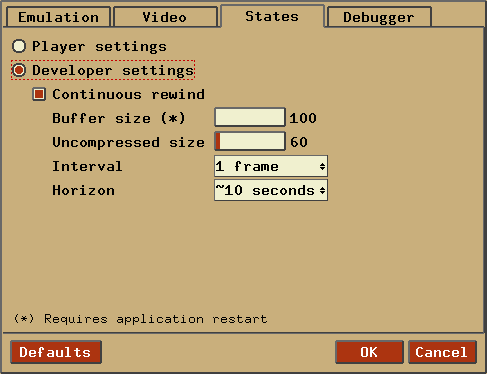 Emulation Video States Debugger
Player settings
Developer settings
Continuous rewind
Buffer size (*) 100
Uncompressed size 60
Interval 1 frame
Horizon ~10 seconds
(*) Requires application restart
Defaults OK Cancel